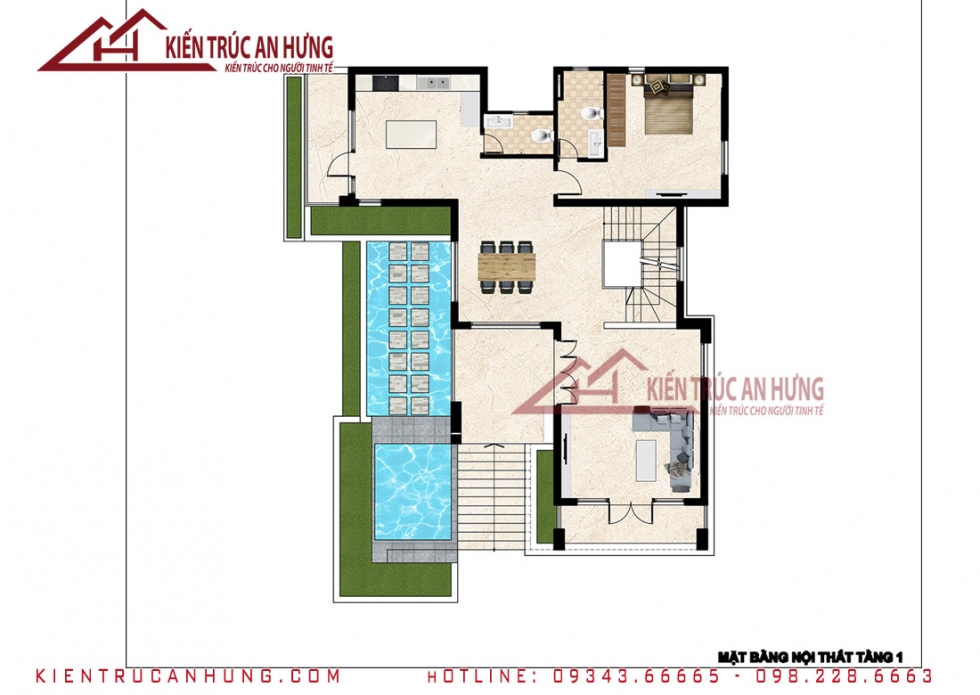 KIẾN TRÚC AN HƯNG
KIẾN TRÚC CHO NGƯỜI TINH TẾ
KIẾN TRÚC AN HƯNG
KIẾN TRÚC CHO NGƯỜI TINH TẾ
MẶT BẰNG NỘI THẤT TẦNG 1
KIENTRUCANHUNG.COM HOTLINE: 09343.66665 - 098.228.6663